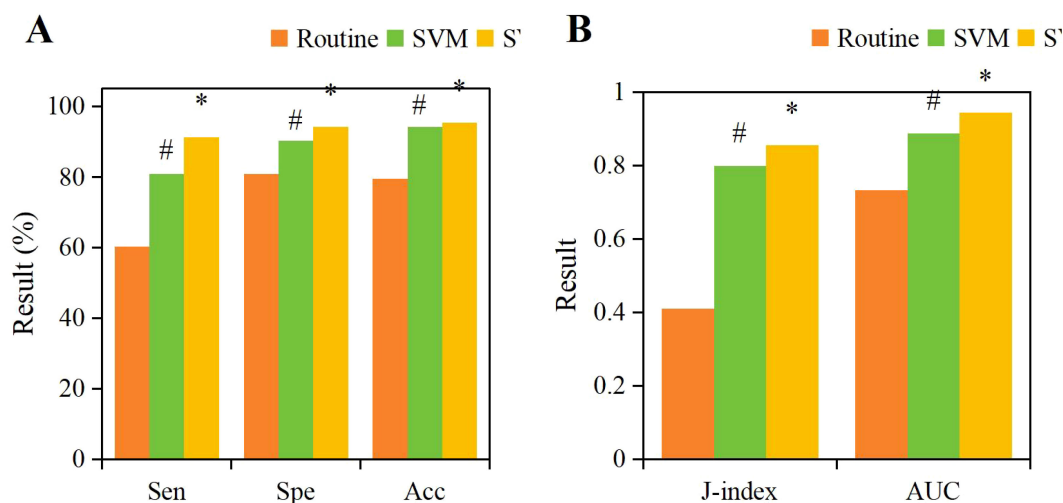 A
Routine SVM
B
Routine SVM
Result (%)
100
80
60
40
20
0
# * # * # *
Sen Spe Acc
Result
1
0.8
0.6
0.4
0.2
0
# * # *
J-index AUC